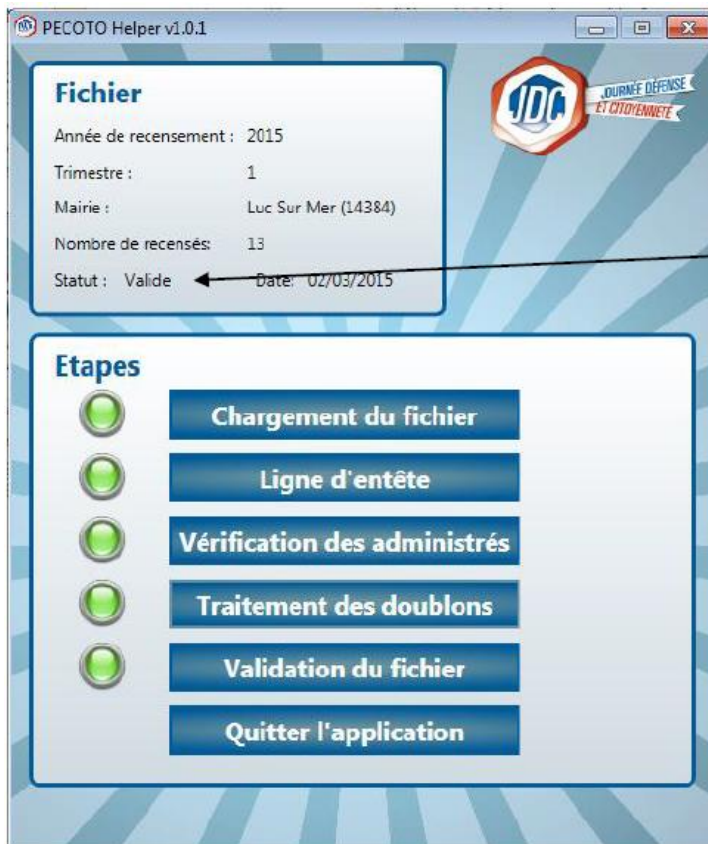 PECOTO Helper v1.0.1
Fichier
Année de recensement : 2015
Trimestre : 1
Mairie : Luc Sur Mer (14384)
Nombre de recensés: 13
Statut : Valide Date: 02/03/2015
JDC JOURNÉE DÉFENSE
ET CITOYENNETÉ
Etapes
Chargement du fichier
Ligne d'entête
Vérification des administrés
Traitement des doublons
Validation du fichier
Quitter l'application